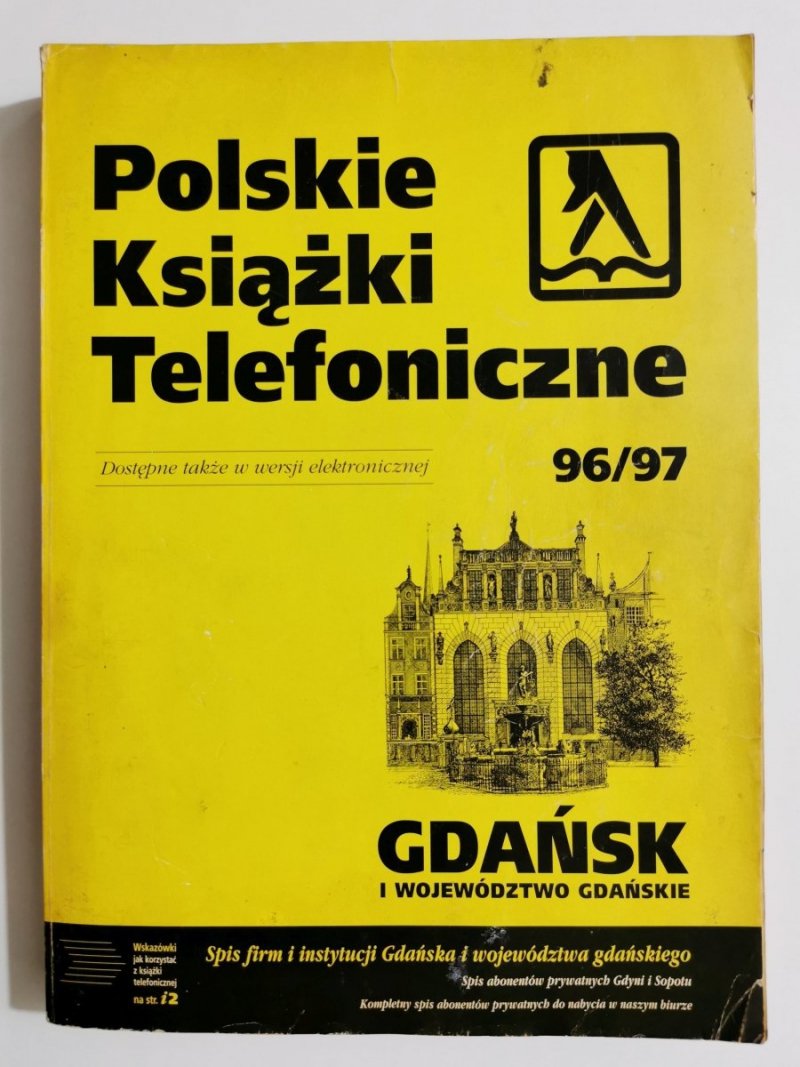 Polskie
Książki
Telefoniczne
Dostępne także w wersji elektronicznej
96/97
GDAŃSK
I WOJEWÓDZTWO GDAŃSKIE
Wskazówki
jak korzystać
z książki
telefonicznej
na str. i2
Spis firm i instytucji Gdańska i województwa gdańskiego
Spis abonentów prywatnych Gdyni i Sopotu
Kompletny spis abonentów prywatnych do nabycia w naszym biurze